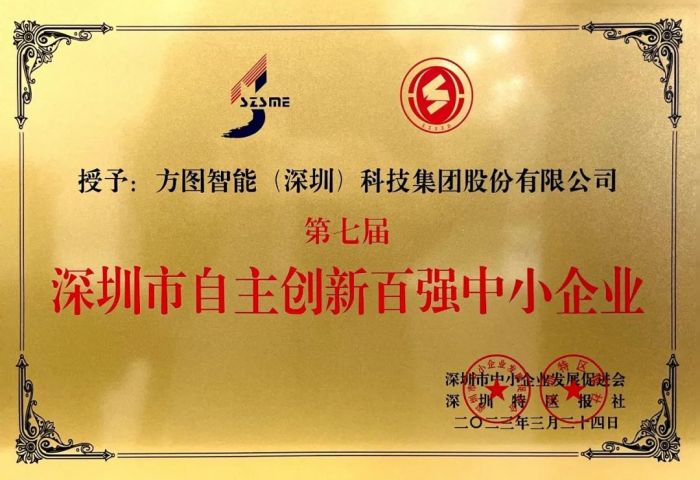 SZSME
授予：方图智能（深圳）科技集团股份有限公司
第七届
深圳市自主创新百强中小企业
深圳市中小企业发展促进会
深圳特区报社
二〇二三年三月二十四日